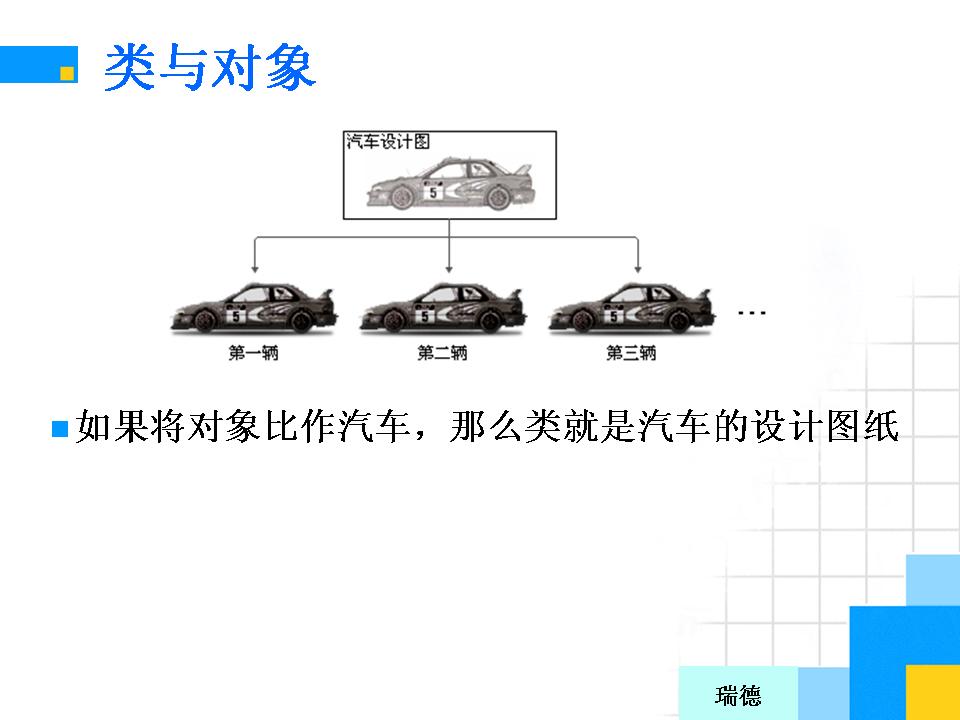 类与对象
汽车设计图
5
5
5
5
…
第一辆
第二辆
第三辆
如果将对象比作汽车，那么类就是汽车的设计图纸
瑞德